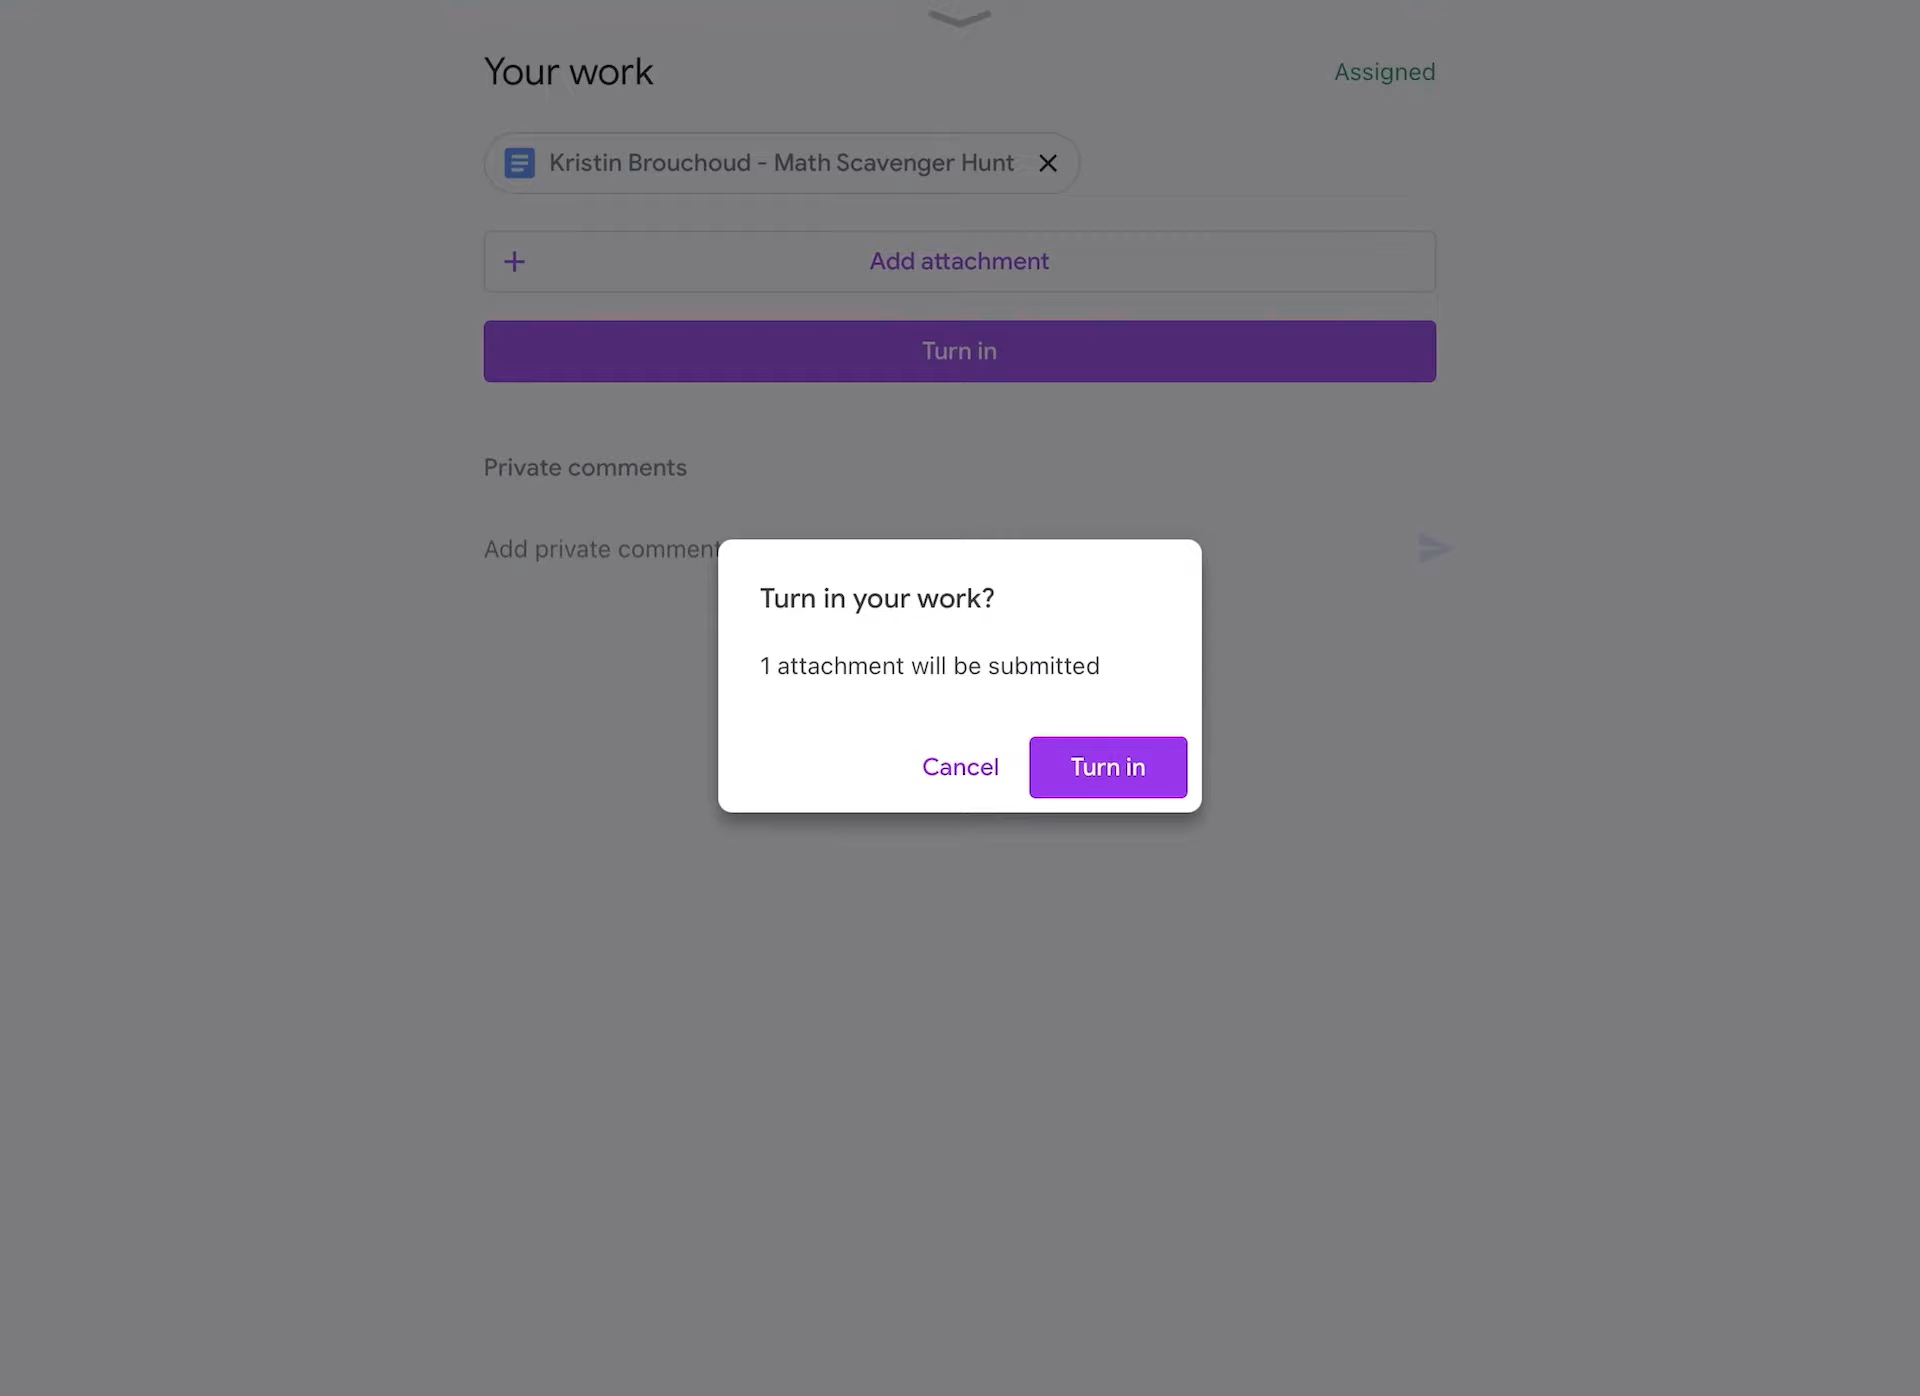 Your work
Assigned
Kristin Brouchoud - Math Scavenger Hunt
Add attachment
Turn in
Private comments
Add private comment
Turn in your work?
1 attachment will be submitted
Cancel
Turn in